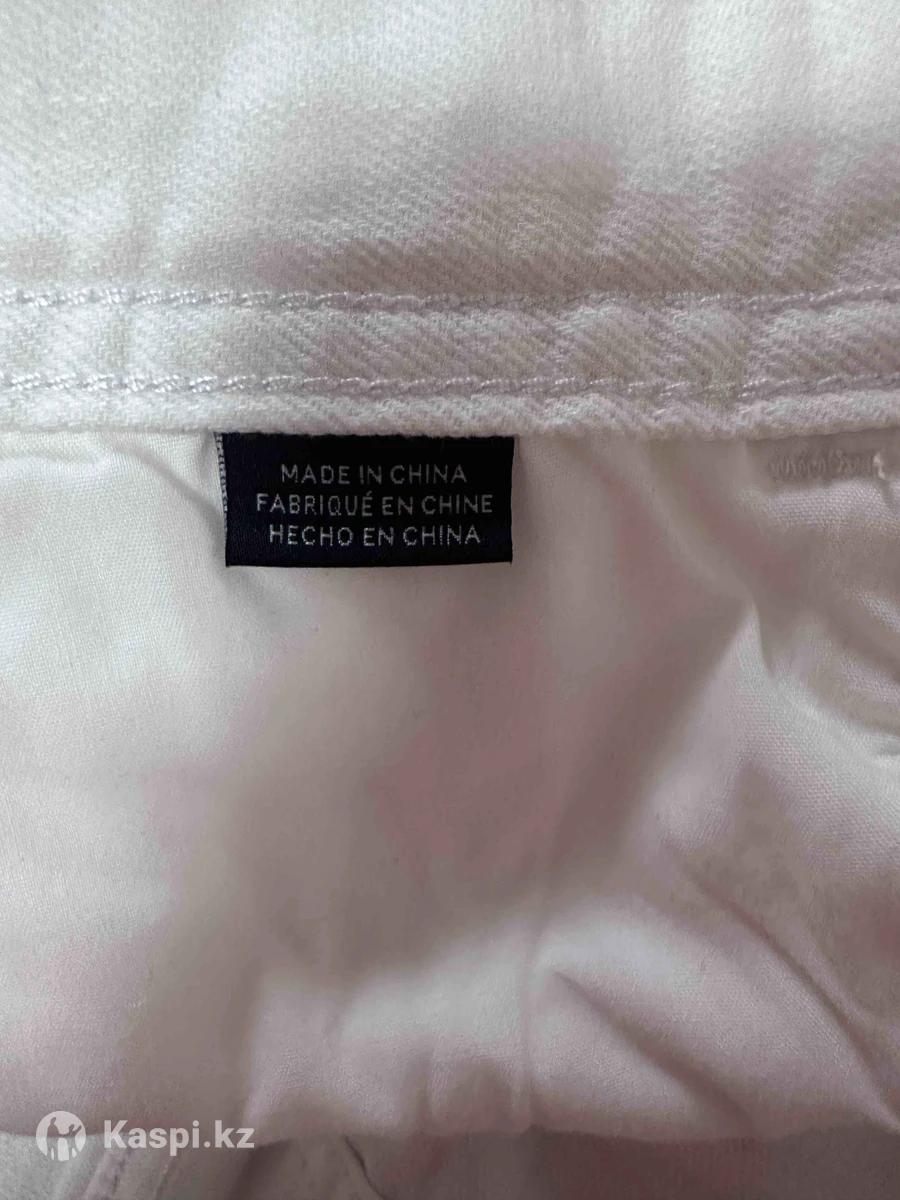 MADE IN CHINA
FABRIQUÉ EN CHINE
HECHO EN CHINA
Kaspi.kz